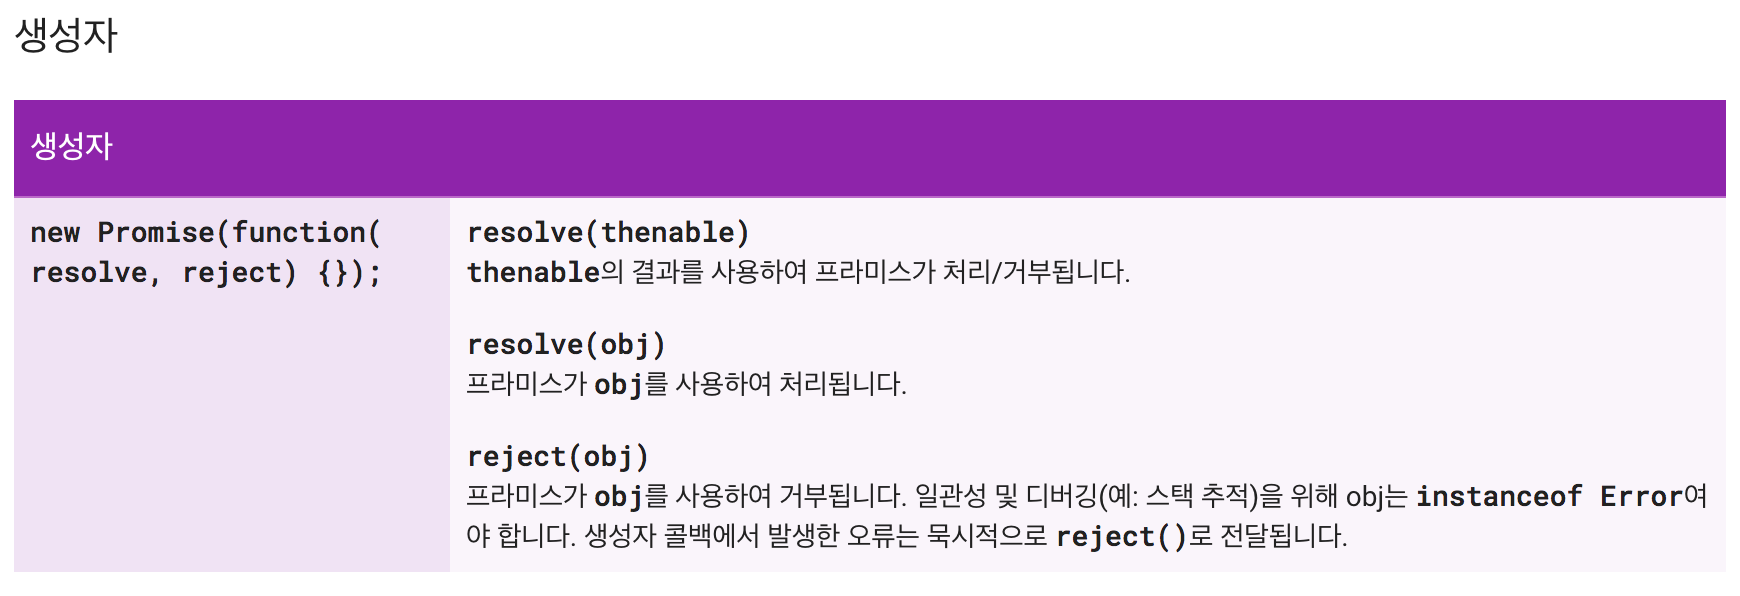 생성자
생성자
new Promise(function(
resolve, reject) {});
resolve(thenable)
thenable의 결과를 사용하여 프라미스가 처리/거부됩니다.
resolve(obj)
프라미스가 obj를 사용하여 처리됩니다.
reject(obj)
프라미스가 obj를 사용하여 거부됩니다. 일관성 및 디버깅(예: 스택 추적)을 위해 obj는 instanceof Error여
야 합니다. 생성자 콜백에서 발생한 오류는 묵시적으로 reject()로 전달됩니다.